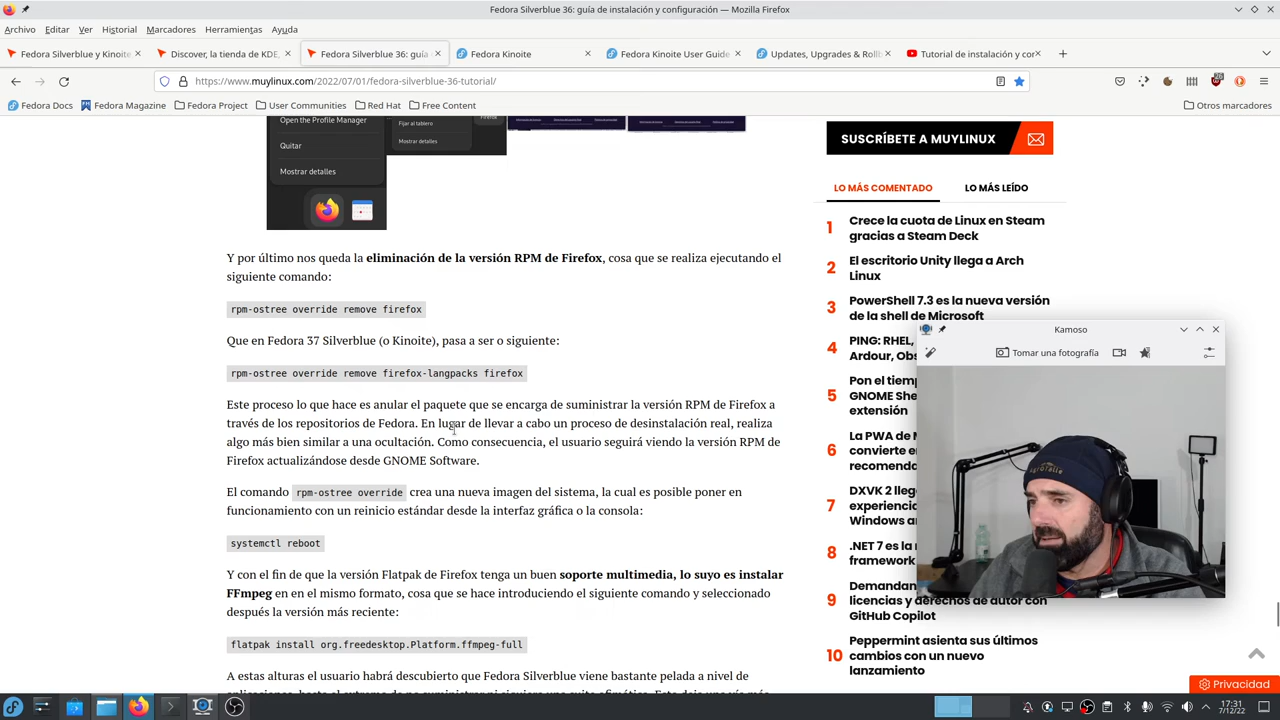 Fedora Silverblue 36: guía de instalación y configuración — Mozilla Firefox
Archivo Editar Ver Historial Marcadores Herramientas Ayuda
Fedora Silverblue y Kinoite
Discover, la tienda de KDE,
Fedora Silverblue 36: guía
Fedora Kinoite
Fedora Kinoite User Guide
Updates, Upgrades & Rollb
Tutorial de instalación y con
https://www.muylinux.com/2022/07/01/fedora-silverblue-36-tutorial/
Fedora Docs Fedora Magazine Fedora Project User Communities Red Hat Free Content Otros marcadores
Open the Profile Manager
Quitar
Mostrar detalles
Fijar al tablero
Mostrar detalles
Y por último nos queda la eliminación de la versión RPM de Firefox, cosa que se realiza ejecutando el
siguiente comando:
rpm-ostree override remove firefox
Que en Fedora 37 Silverblue (o Kinoite), pasa a ser o siguiente:
rpm-ostree override remove firefox-langpacks firefox
Este proceso lo que hace es anular el paquete que se encarga de suministrar la versión RPM de Firefox a
través de los repositorios de Fedora. En lugar de llevar a cabo un proceso de desinstalación real, realiza
algo más bien similar a una ocultación. Como consecuencia, el usuario seguirá viendo la versión RPM de
Firefox actualizándose desde GNOME Software.
El comando rpm-ostree override crea una nueva imagen del sistema, la cual es posible poner en
funcionamiento con un reinicio estándar desde la interfaz gráfica o la consola:
systemctl reboot
Y con el fin de que la versión Flatpak de Firefox tenga un buen soporte multimedia, lo suyo es instalar
FFmpeg en en el mismo formato, cosa que se hace introduciendo el siguiente comando y seleccionado
después la versión más reciente:
flatpak install org.freedesktop.Platform.ffmpeg-full
A estas alturas el usuario habrá descubierto que Fedora Silverblue viene bastante pelada a nivel de
SUSCRÍBETE A MUYLINUX
LO MÁS COMENTADO LO MÁS LEÍDO
1 Crece la cuota de Linux en Steam
gracias a Steam Deck
2 El escritorio Unity llega a Arch
Linux
3 PowerShell 7.3 es la nueva versión
de la shell de Microsoft
4 PING: RHEL,
Ardour, Obs
5 Pon el tiemp
GNOME She
extensión
6 La PWA de M
convierte e
recomenda
7 DXVK 2 lleg
experiencia
Windows a
8 .NET 7 es la
framework
9 Demandan
licencias y derechos de autor con
GitHub Copilot
10 Peppermint asienta sus últimos
cambios con un nuevo
lanzamiento
Kamoso
Tomar una fotografía
Privacidad
17:31
7/12/22